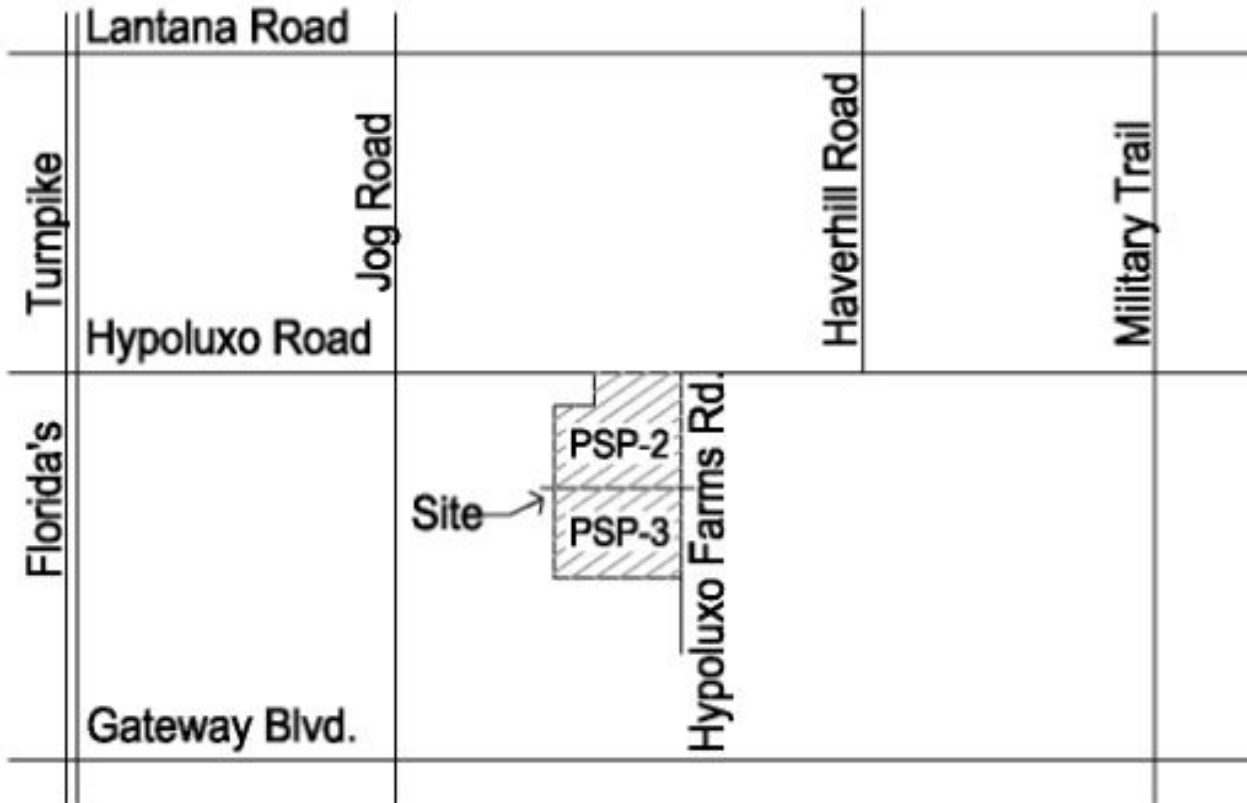 Lantana Road
Florida's Turnpike
Jog Road
Haverhill Road
Military Trail
Hypoluxo Road
Hypoluxo Farms Rd.
PSP-2
Site
PSP-3
Gateway Blvd.